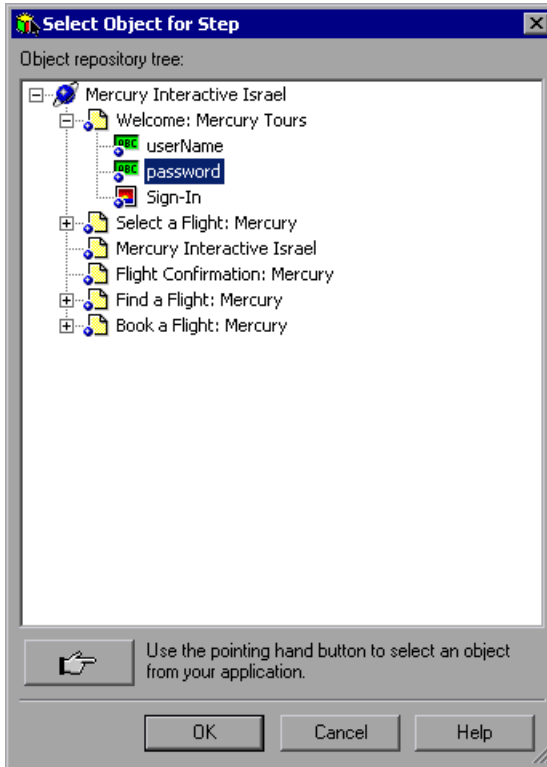 Select Object for Step
Object repository tree:
Mercury Interactive Israel
Welcome: Mercury Tours
ABC userName
ABC password
Sign-In
Select a Flight: Mercury
Mercury Interactive Israel
Flight Confirmation: Mercury
Find a Flight: Mercury
Book a Flight: Mercury
Use the pointing hand button to select an object
from your application.
OK Cancel Help